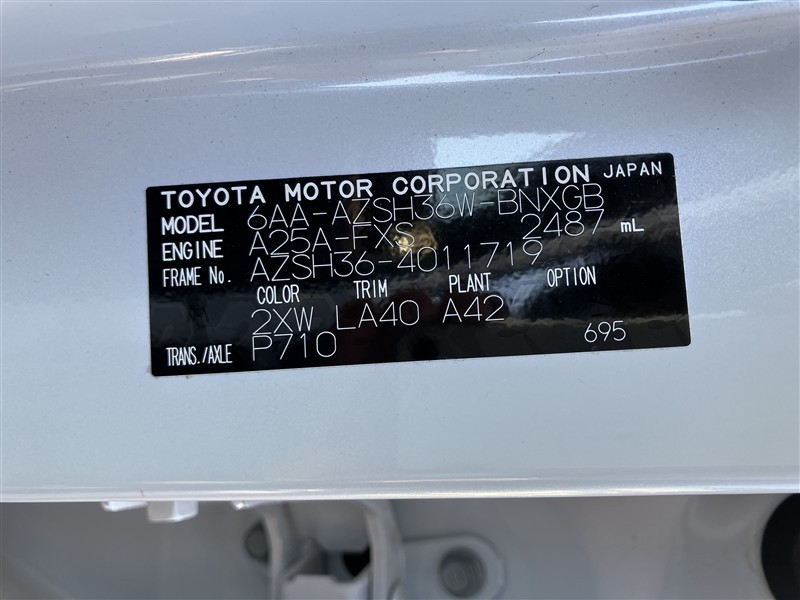 TOYOTA MOTOR CORPORATION JAPAN
MODEL 6AA-AZSH36W-BNXGB
ENGINE A25A-FXS 2487 mL
FRAME No. AZSH36-4011719
COLOR TRIM PLANT OPTION
2XW LA40 A42
TRANS./AXLE P710 695